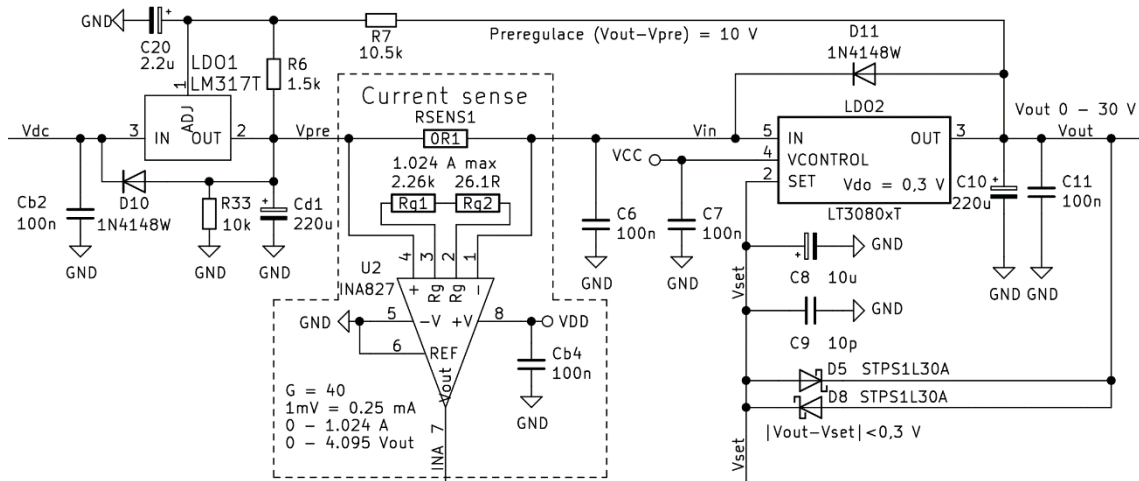 GND
C20
2.2u
R7
10.5k
Preregulace (Vout-Vpre) = 10 V
D11
1N4148W
LDO1
LM317T
R6
1.5k
1
ADJ
Vdc
3
IN
OUT
2
Vpre
Current sense
RSENS1
0R1
1.024 A max
2.26k
26.1R
Rg1
Rg2
Vin
LDO2
5
IN
OUT
3
Vout 0 - 30 V
Vout
VCC
4
VCONTROL
2
SET
Vdo = 0,3 V
LT3080xT
C10
220u
C11
100n
Cb2
100n
D10
1N4148W
R33
10k
Cd1
220u
GND
GND
GND
C6
100n
C7
100n
GND
GND
GND
GND
GND
C8
10u
Vset
GND
C9
10p
U2
INA827
4
3
2
1
+
Rg
Rg
-
GND
5
-V
+V
8
VDD
6
REF
Cb4
100n
GND
Vout
G = 40
1mV = 0.25 mA
0 - 1.024 A
0 - 4.095 Vout
INA
7
D5 STPS1L30A
D8 STPS1L30A
|Vout-Vset|<0,3 V
Vset